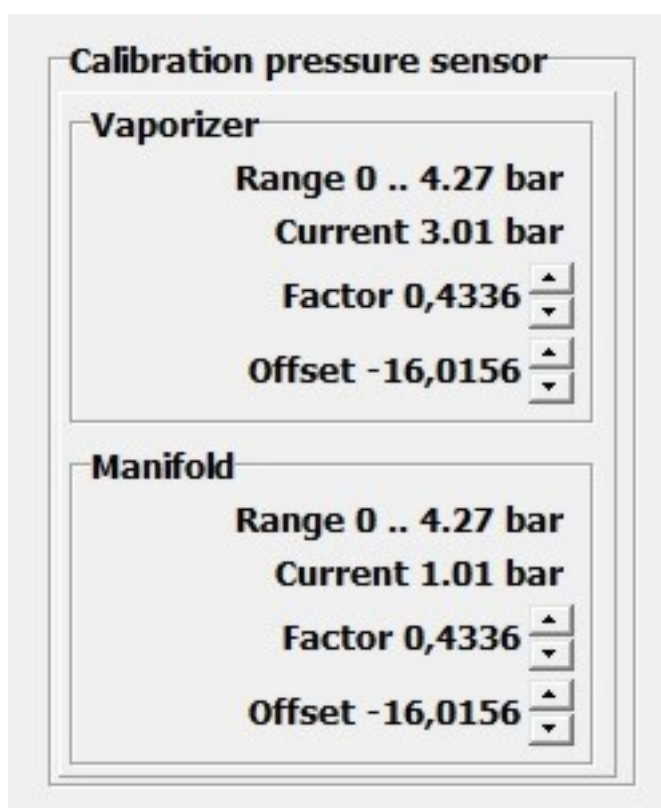 Calibration pressure sensor
Vaporizer
Range 0 .. 4.27 bar
Current 3.01 bar
Factor 0,4336
Offset -16,0156
Manifold
Range 0 .. 4.27 bar
Current 1.01 bar
Factor 0,4336
Offset -16,0156